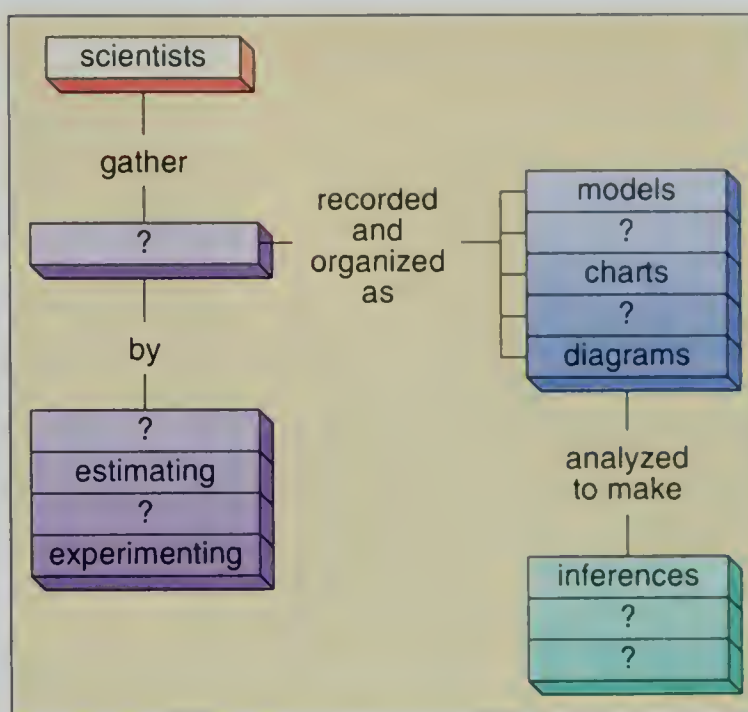 scientists
gather
?
by
?
estimating
?
experimenting
recorded
and
organized
as
models
?
charts
?
diagrams
analyzed
to make
inferences
?
?